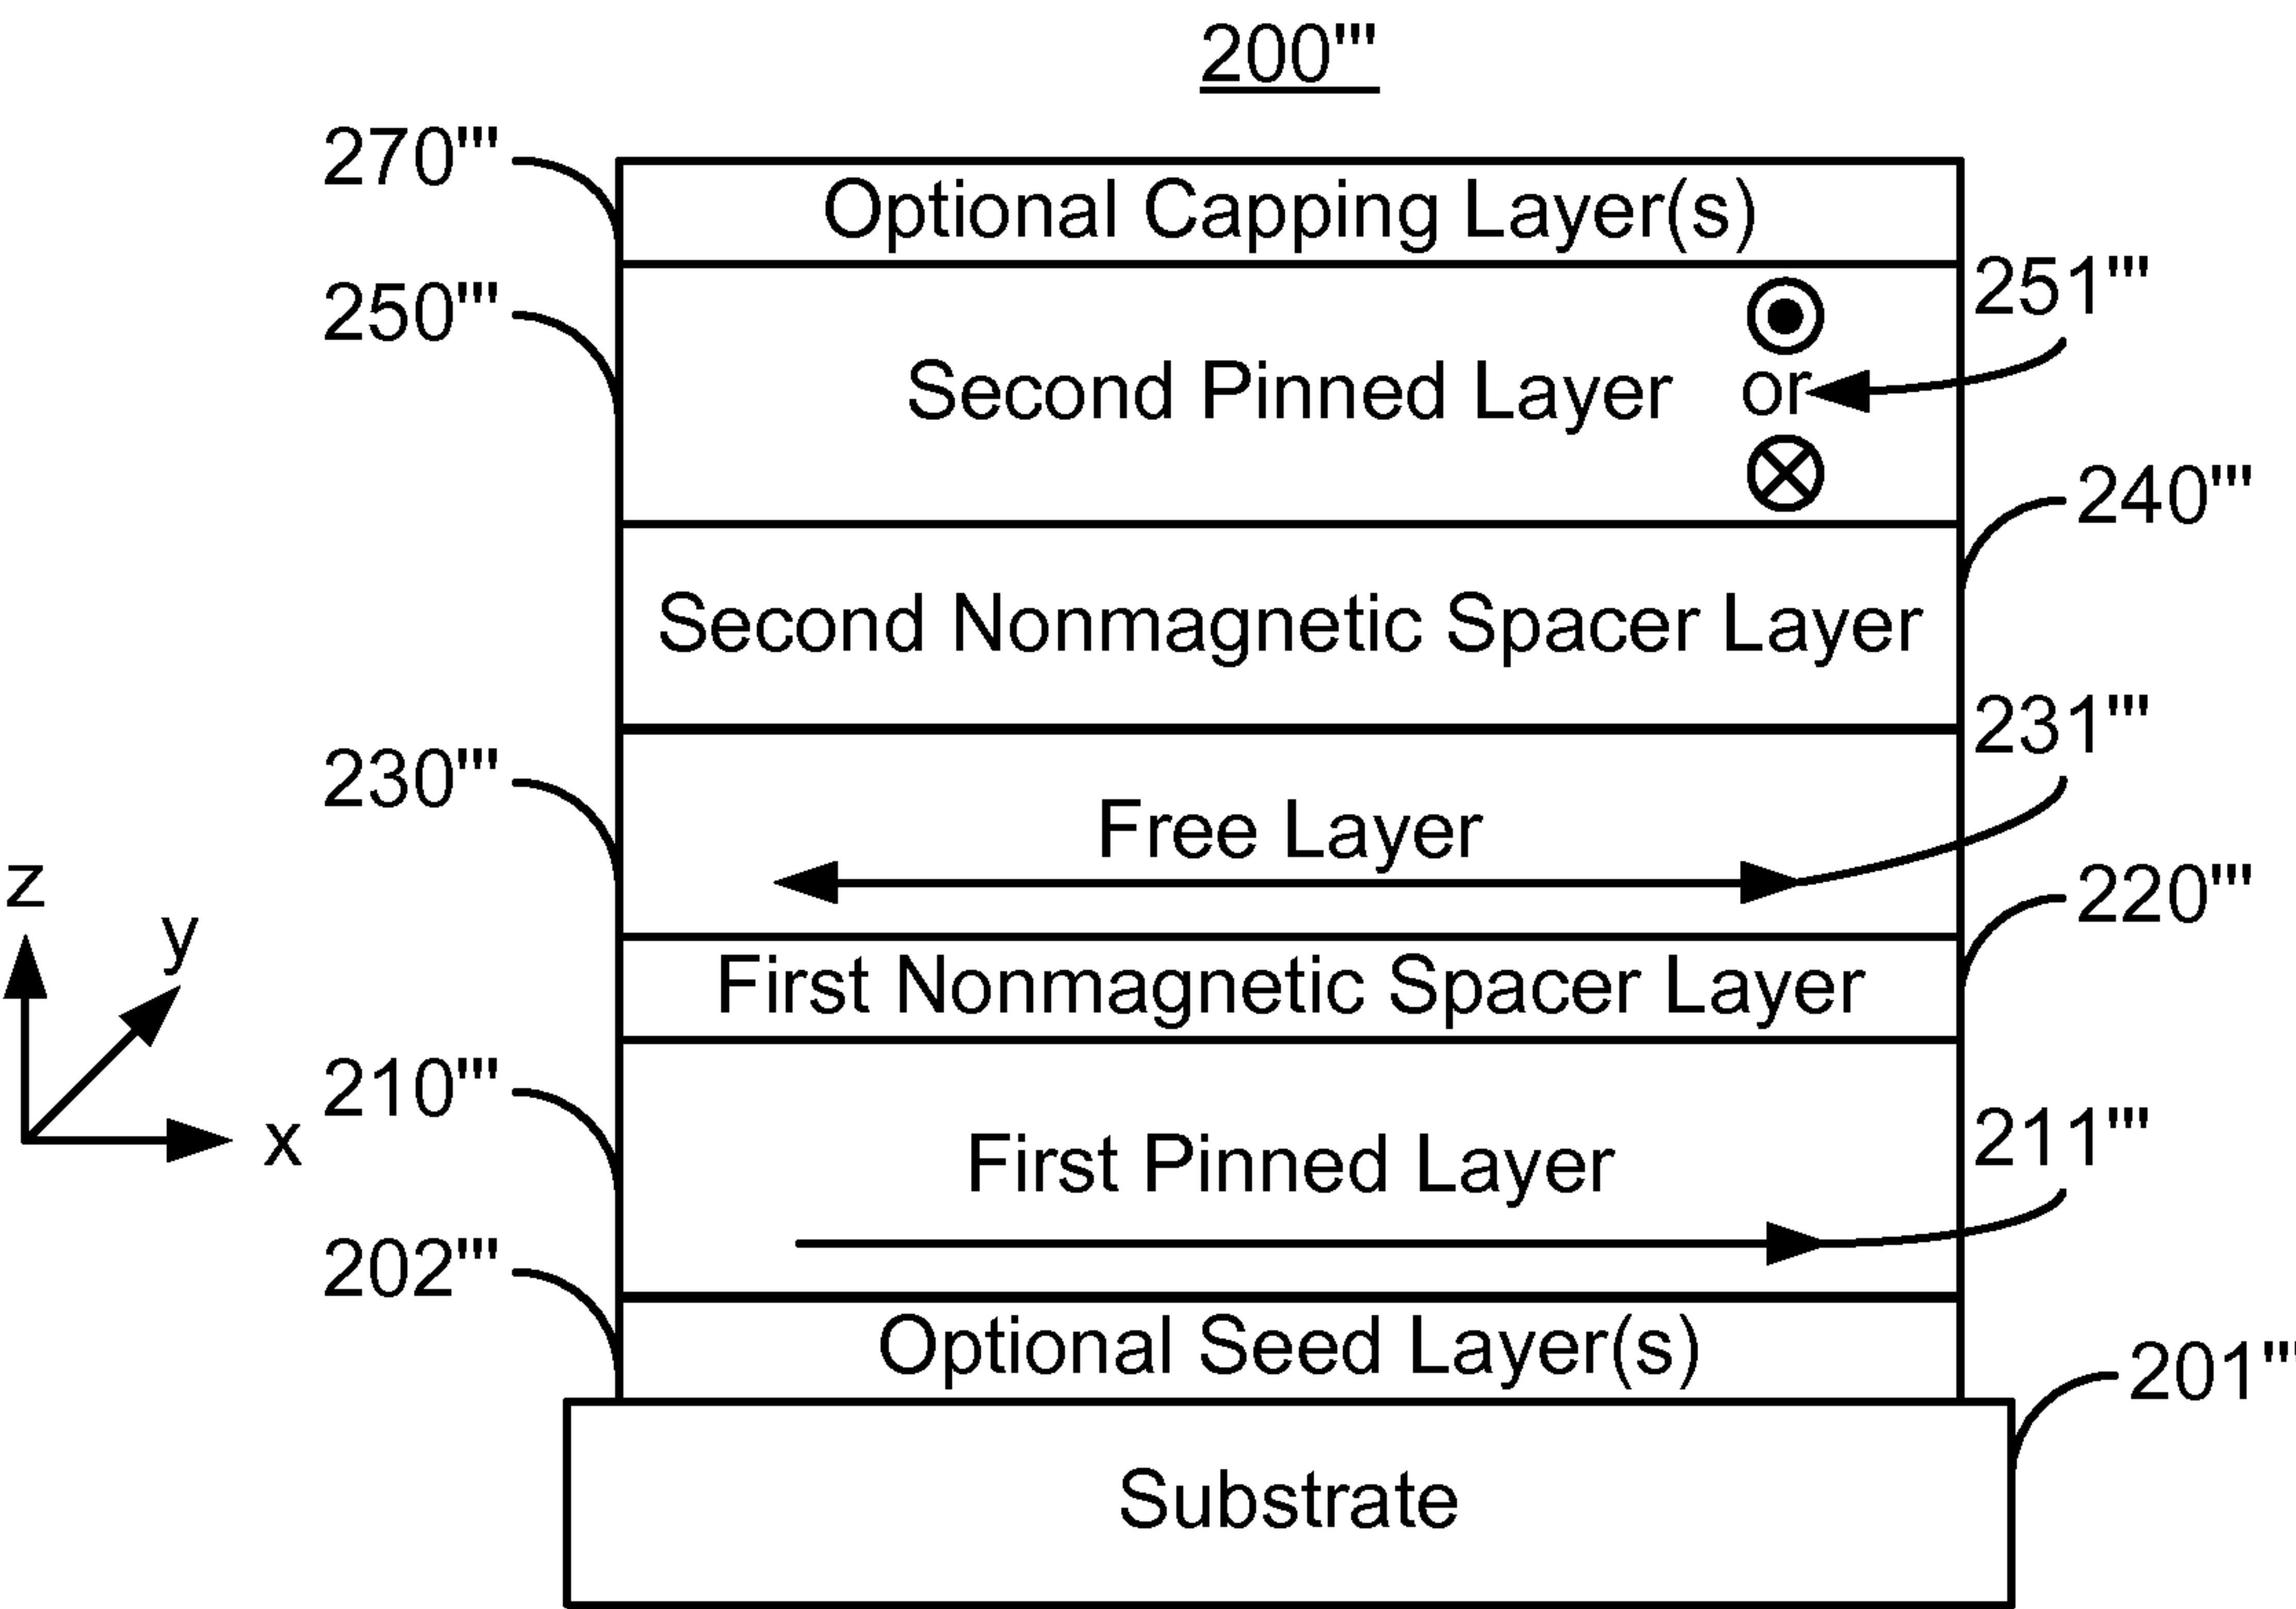 200'''
270'''
Optional Capping Layer(s)
250'''
251'''
Second Pinned Layer
or
240'''
Second Nonmagnetic Spacer Layer
231'''
230'''
Free Layer
z
y
x
220'''
First Nonmagnetic Spacer Layer
210'''
211'''
First Pinned Layer
202'''
Optional Seed Layer(s)
201'''
Substrate